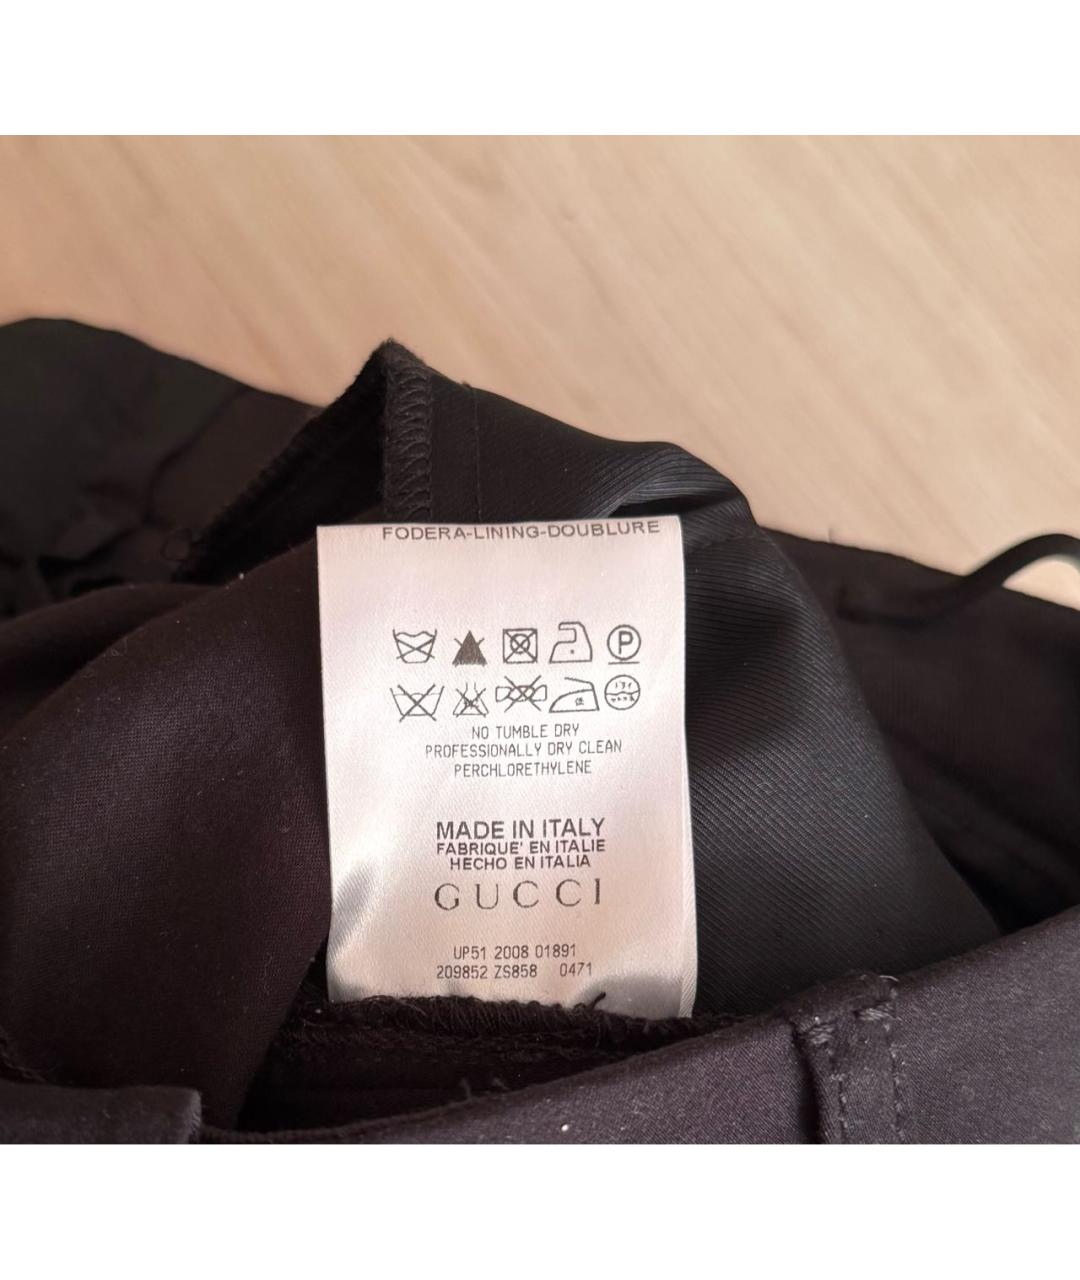 FODERA-LINING-DOUBLURE
P
NO TUMBLE DRY
PROFESSIONALLY DRY CLEAN
PERCHLORETHYLENE
MADE IN ITALY
FABRIQUE' EN ITALIE
HECHO EN ITALIA
GUCCI
UP51 2008 01891
209852 ZS858 0471